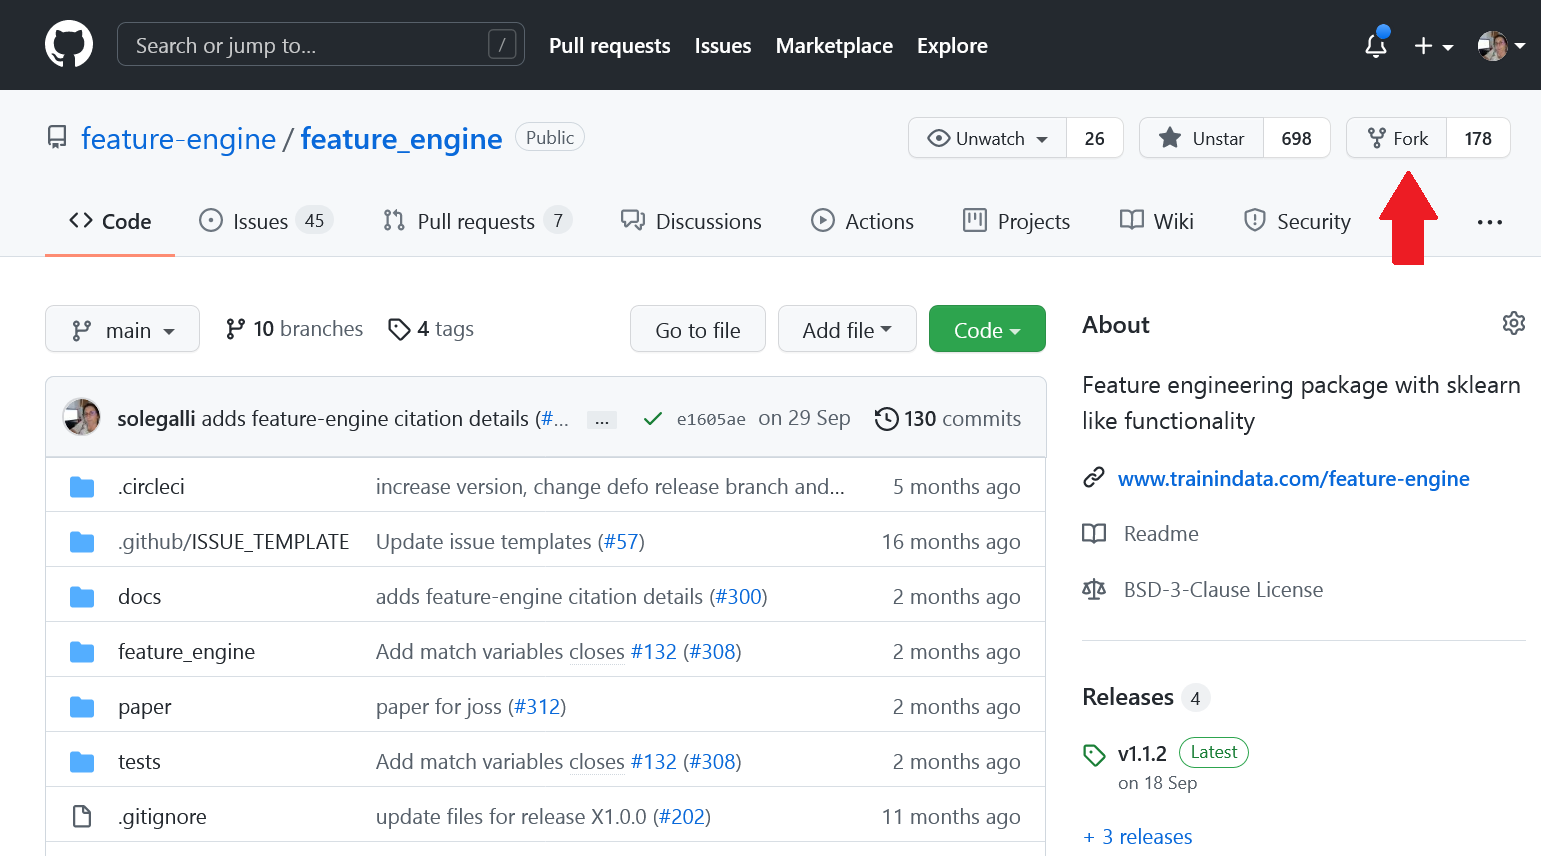 Search or jump to... / Pull requests Issues Marketplace Explore
feature-engine / feature_engine Public Unwatch 26 Unstar 698 Fork 178
Code Issues 45 Pull requests 7 Discussions Actions Projects Wiki Security ...
main 10 branches 4 tags Go to file Add file Code
solegalli adds feature-engine citation details (#... ... e1605ae on 29 Sep 130 commits
.circleci increase version, change defo release branch and... 5 months ago
.github/ISSUE_TEMPLATE Update issue templates (#57) 16 months ago
docs adds feature-engine citation details (#300) 2 months ago
feature_engine Add match variables closes #132 (#308) 2 months ago
paper paper for joss (#312) 2 months ago
tests Add match variables closes #132 (#308) 2 months ago
.gitignore update files for release X1.0.0 (#202) 11 months ago
About
Feature engineering package with sklearn
like functionality
www.trainindata.com/feature-engine
Readme
BSD-3-Clause License
Releases 4
v1.1.2 Latest
on 18 Sep
+ 3 releases